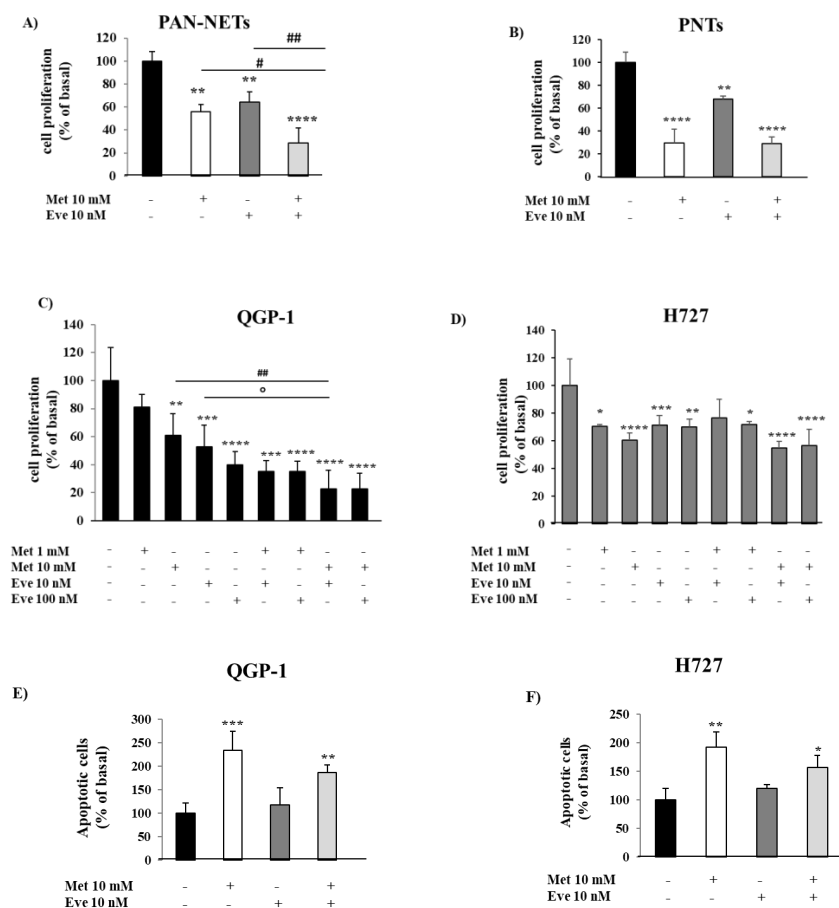 A)
PAN-NETs
##
#
**
**
****
cell proliferation
(% of basal)
120
100
80
60
40
20
0
Met 10 mM - + - +
Eve 10 nM - - + +
B)
PNTs
****
**
****
cell proliferation
(% of basal)
120
100
80
60
40
20
0
Met 10 mM - + - +
Eve 10 nM - - + +
C)
QGP-1
##
°
**
***
****
***
****
****
****
cell proliferation
(% of basal)
140
120
100
80
60
40
20
0
Met 1 mM - + - - - + + - -
Met 10 mM - - + - - - - + +
Eve 10 nM - - - + - + - + -
Eve 100 nM - - - - + - + - +
D)
H727
*
****
***
**
*
****
****
cell proliferation
(% of basal)
140
120
100
80
60
40
20
0
Met 1 mM - + - - - + + - -
Met 10 mM - - + - - - - + +
Eve 10 nM - - - + - + - + -
Eve 100 nM - - - - + - + - +
E)
QGP-1
***
**
Apoptotic cells
(% of basal)
300
250
200
150
100
50
0
Met 10 mM - + - +
Eve 10 nM - - + +
F)
H727
**
*
Apoptotic cells
(% of basal)
250
200
150
100
50
0
Met 10 mM - + - +
Eve 10 nM - - + +